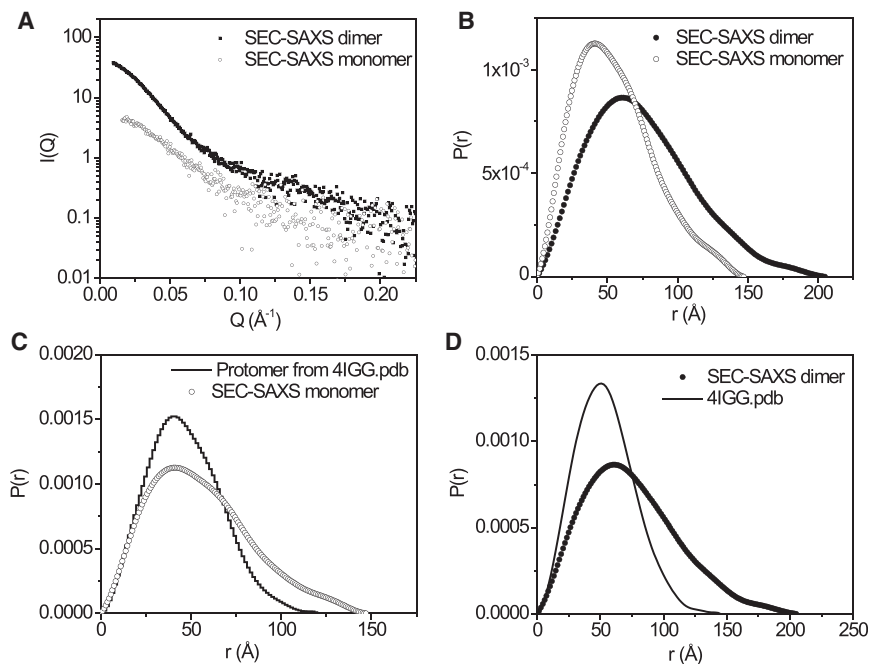 A
100
10
1
0.1
0.01
I(Q)
SEC-SAXS dimer
SEC-SAXS monomer
0.00 0.05 0.10 0.15 0.20
Q (Å⁻¹)
B
1x10⁻³
5x10⁻⁴
0
P(r)
SEC-SAXS dimer
SEC-SAXS monomer
0 50 100 150 200
r (Å)
C
0.0020
0.0015
0.0010
0.0005
0.0000
P(r)
Protomer from 4IGG.pdb
SEC-SAXS monomer
0 50 100 150
r (Å)
D
0.0015
0.0010
0.0005
0.0000
P(r)
SEC-SAXS dimer
4IGG.pdb
0 50 100 150 200 250
r (Å)